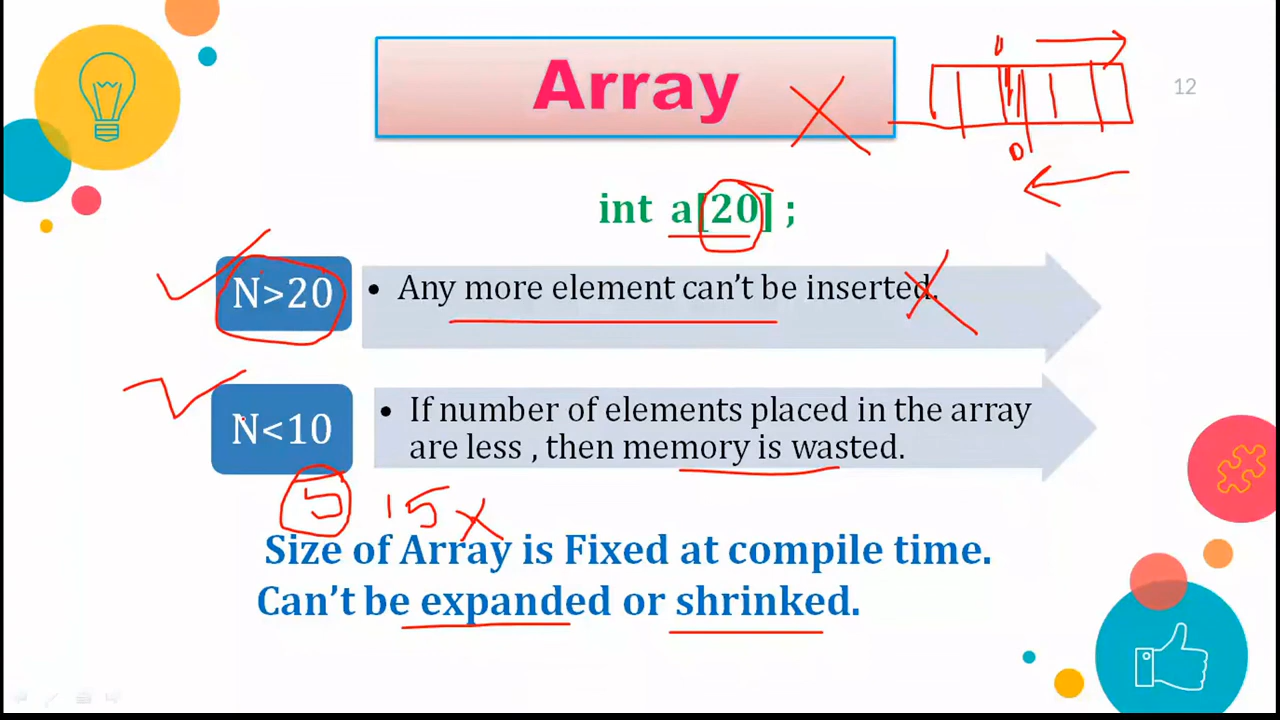 Array
12
int a[20] ;
N>20
• Any more element can't be inserted.
N<10
• If number of elements placed in the array
are less , then memory is wasted.
5 15
Size of Array is Fixed at compile time.
Can't be expanded or shrinked.